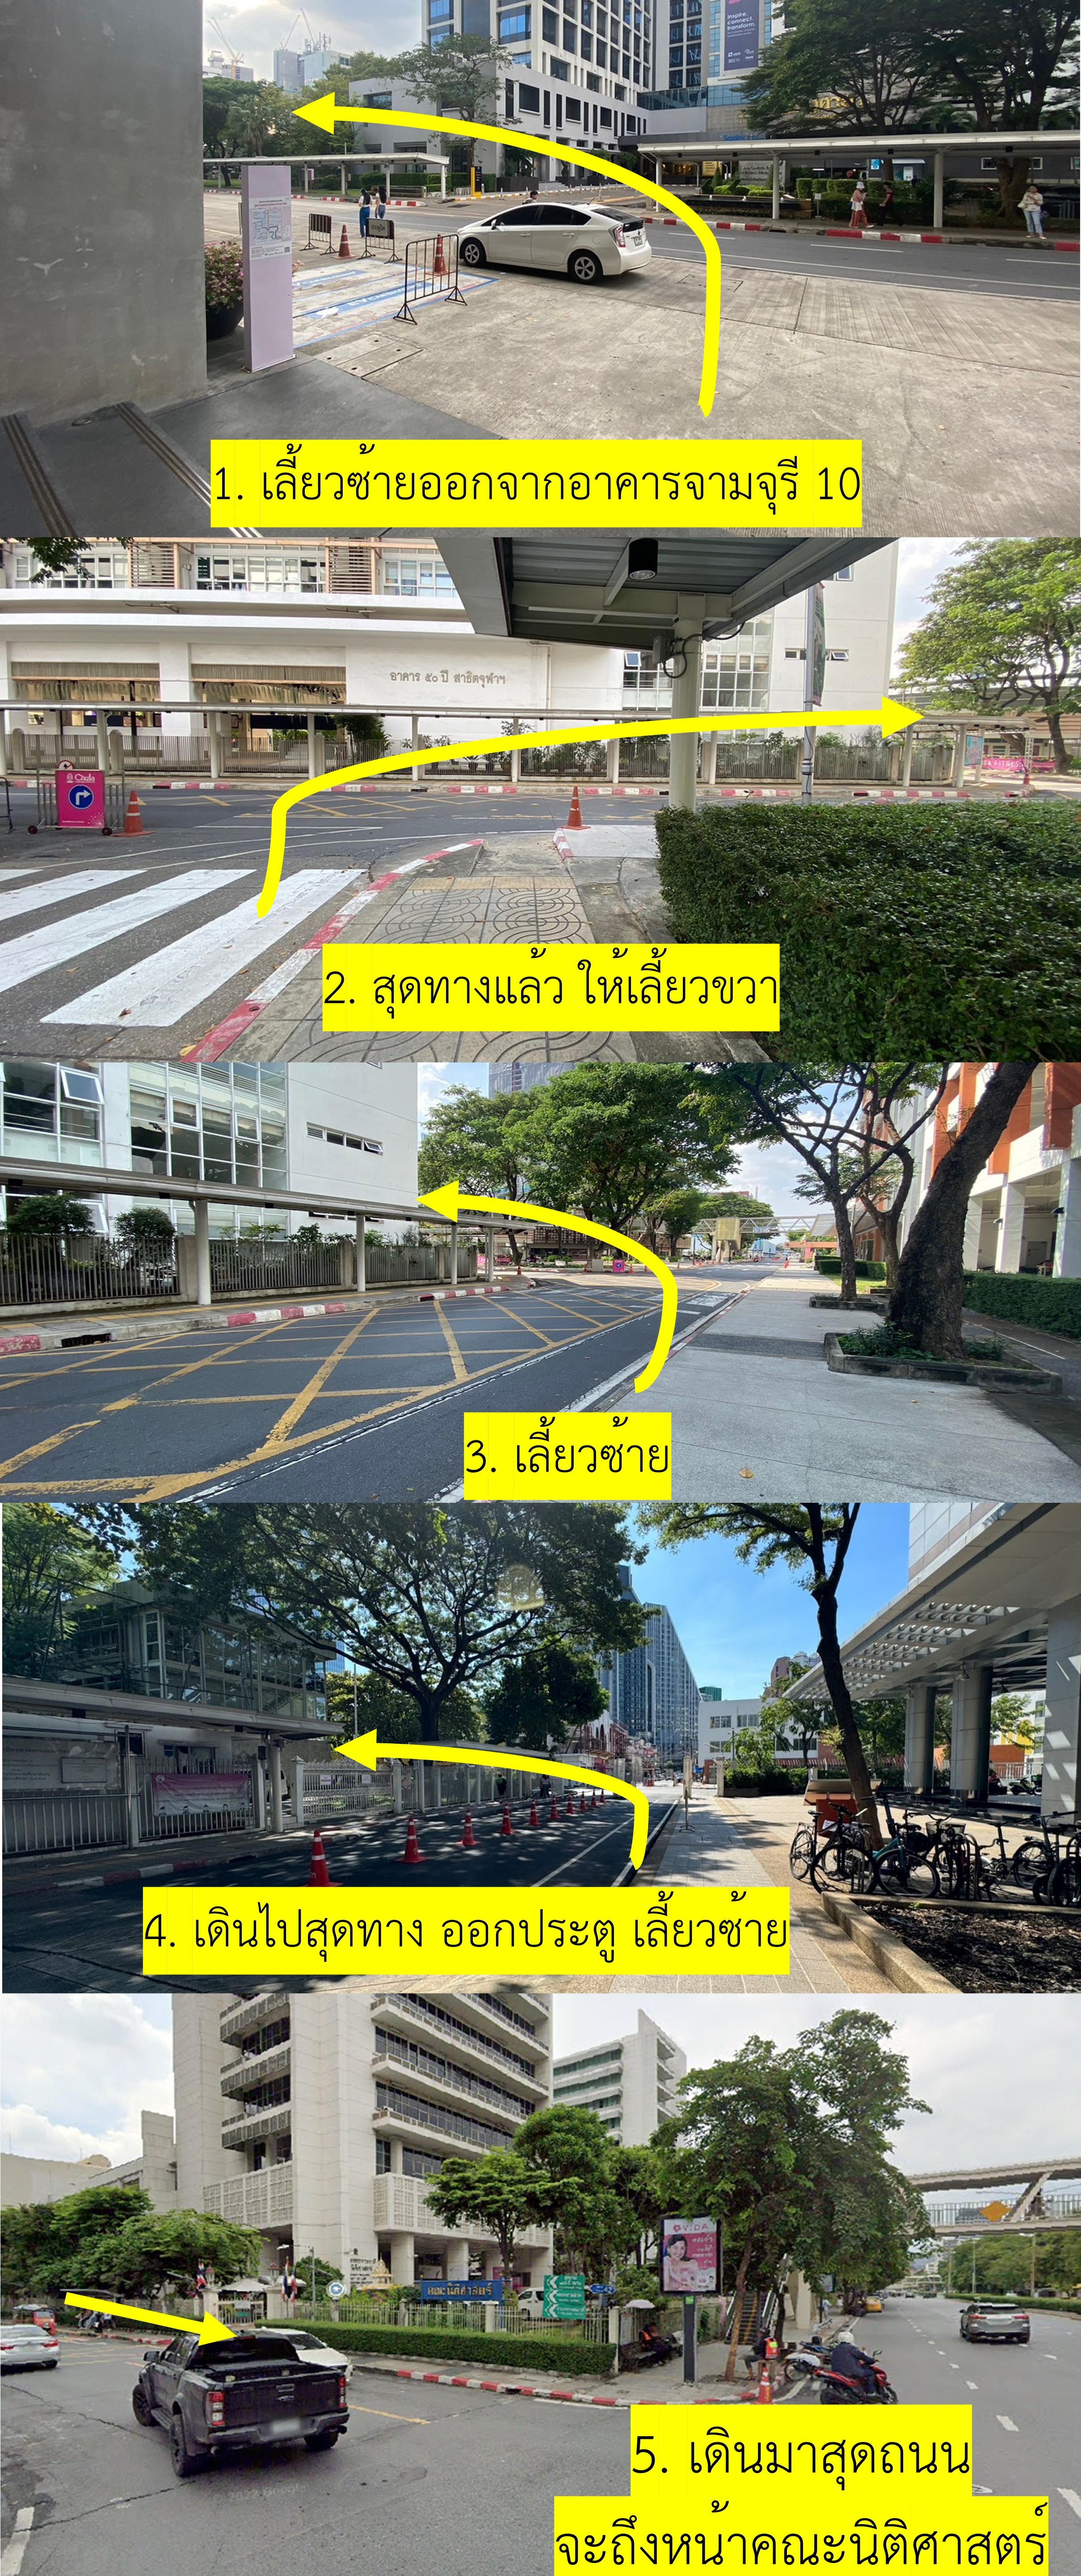 Inspire.
connect.
transform.
1. เลี้ยวซ้ายออกจากอาคารจามจุรี 10
อาคาร ๕๐ ปี สาธิตจุฬาฯ
Chula
2. สุดทางแล้ว ให้เลี้ยวขวา
3. เลี้ยวซ้าย
4. เดินไปสุดทาง ออกประตู เลี้ยวซ้าย
VIDA
คณะนิติศาสตร์
5. เดินมาสุดถนน
จะถึงหน้าคณะนิติศาสตร์